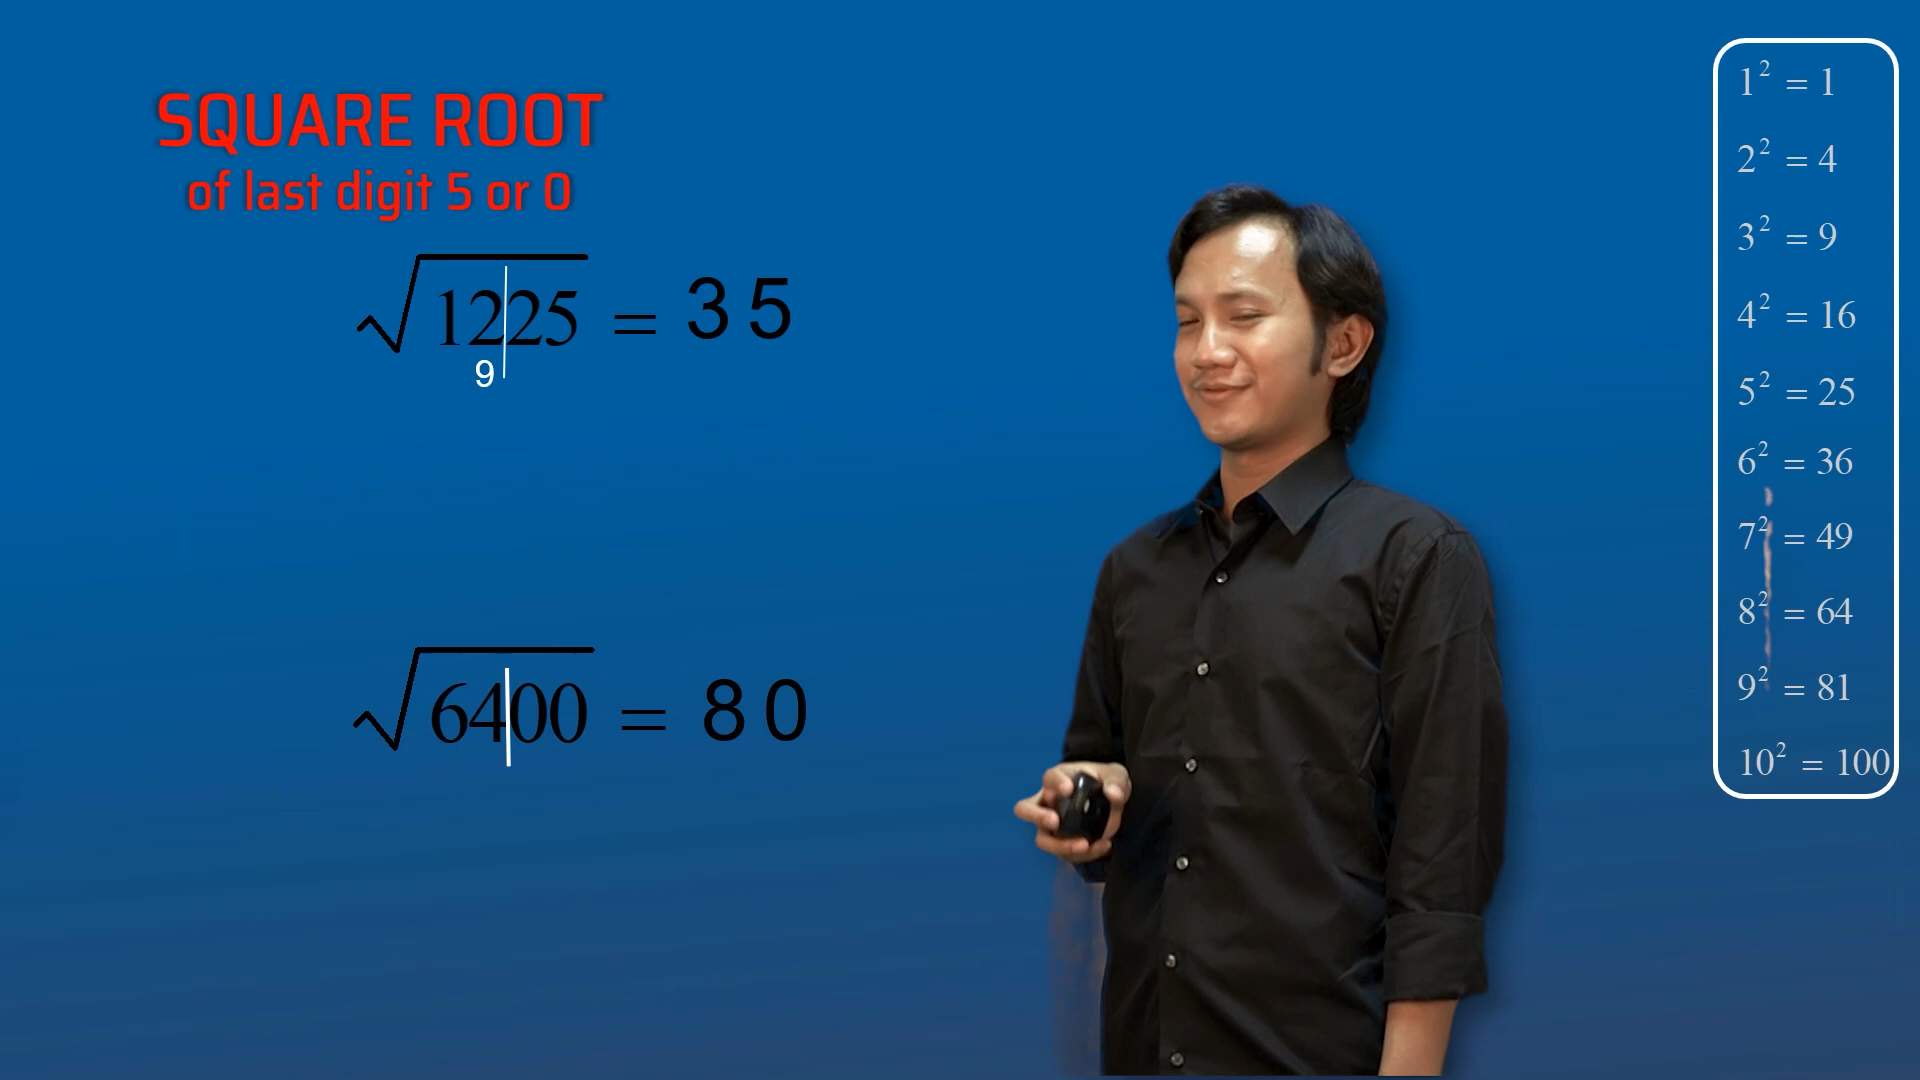 SQUARE ROOT
of last digit 5 or 0
√1225 = 35
9
√6400 = 80
1² = 1
2² = 4
3² = 9
4² = 16
5² = 25
6² = 36
7² = 49
8² = 64
9² = 81
10² = 100